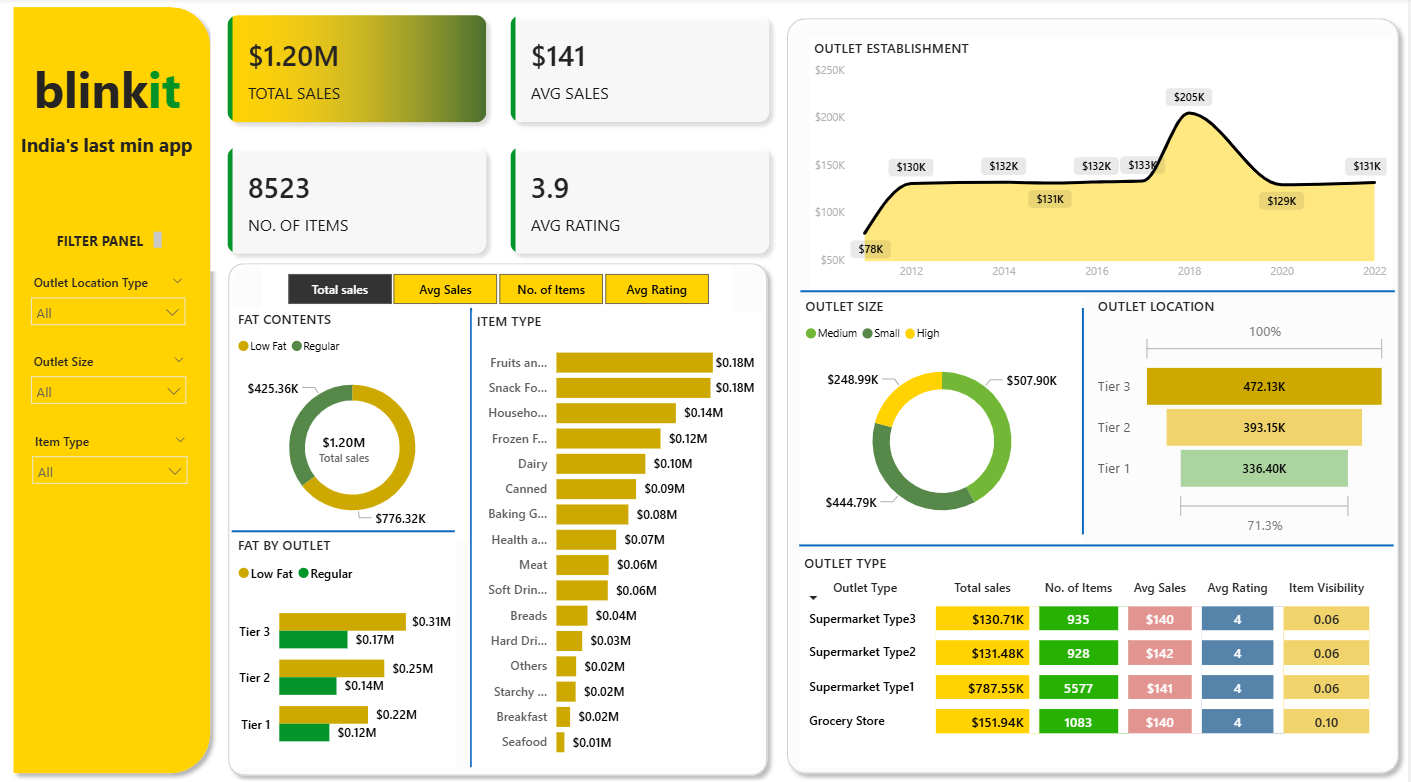 blinkit
India's last min app
FILTER PANEL
Outlet Location Type
All
Outlet Size
All
Item Type
All
$1.20M
TOTAL SALES
$141
AVG SALES
8523
NO. OF ITEMS
3.9
AVG RATING
Total sales
Avg Sales
No. of Items
Avg Rating
FAT CONTENTS
Low Fat Regular
$425.36K
$1.20M
Total sales
$776.32K
FAT BY OUTLET
Low Fat Regular
Tier 3 $0.31M
$0.17M
Tier 2 $0.25M
$0.14M
Tier 1 $0.22M
$0.12M
ITEM TYPE
Fruits an... $0.18M
Snack Fo... $0.18M
Househo... $0.14M
Frozen F... $0.12M
Dairy $0.10M
Canned $0.09M
Baking G... $0.08M
Health a... $0.07M
Meat $0.06M
Soft Drin... $0.06M
Breads $0.04M
Hard Dri... $0.03M
Others $0.02M
Starchy ... $0.02M
Breakfast $0.02M
Seafood $0.01M
OUTLET ESTABLISHMENT
$250K
$200K
$150K
$100K
$50K
$78K
$130K
$132K
$131K
$132K
$133K
$205K
$129K
$131K
2012 2014 2016 2018 2020 2022
OUTLET SIZE
Medium Small High
$248.99K
$507.90K
$444.79K
OUTLET LOCATION
100%
Tier 3 472.13K
Tier 2 393.15K
Tier 1 336.40K
71.3%
OUTLET TYPE
Outlet Type Total sales No. of Items Avg Sales Avg Rating Item Visibility
Supermarket Type3 $130.71K 935 $140 4 0.06
Supermarket Type2 $131.48K 928 $142 4 0.06
Supermarket Type1 $787.55K 5577 $141 4 0.06
Grocery Store $151.94K 1083 $140 4 0.10